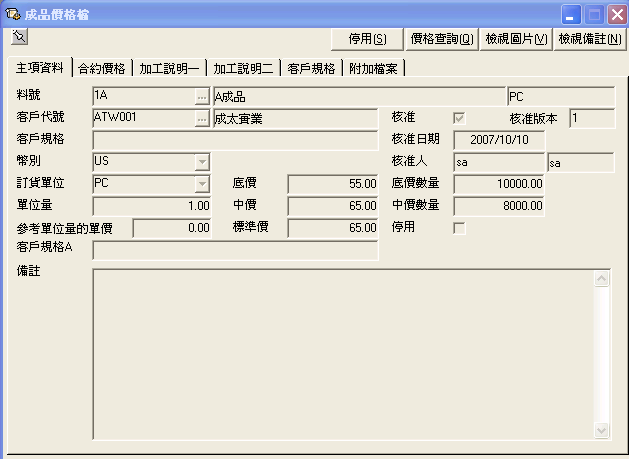 成品價格檔
停用(S) 價格查詢(Q) 檢視圖片(V) 檢視備註(N)
主項資料 合約價格 加工說明一 加工說明二 客戶規格 附加檔案
料號 1A ... A成品 PC
客戶代號 ATW001 ... 成太實業 核准 核准版本 1
客戶規格 核准日期 2007/10/10
幣別 US 核准人 sa sa
訂貨單位 PC 底價 55.00 底價數量 10000.00
單位量 1.00 中價 65.00 中價數量 8000.00
參考單位量的單價 0.00 標準價 65.00 停用
客戶規格A
備註